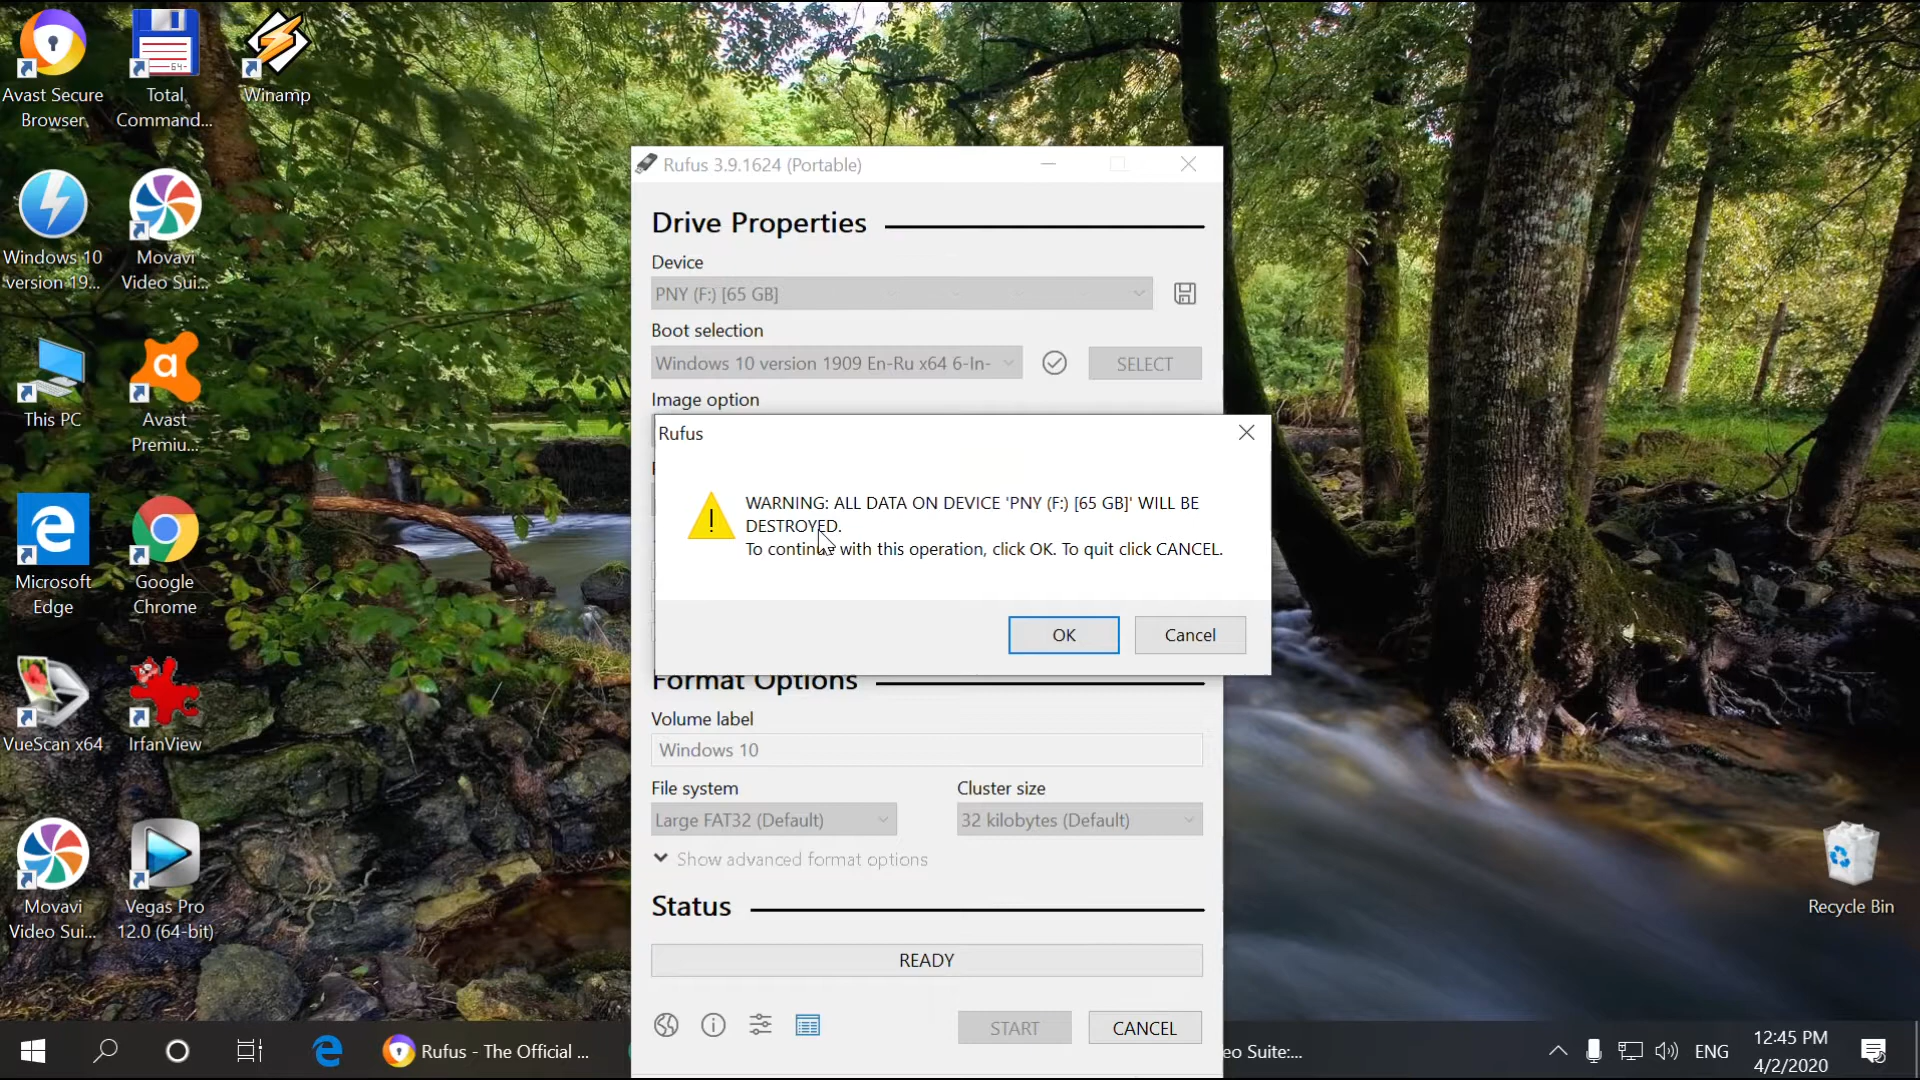 Avast Secure
Browser
Total
Command...
Winamp
Windows 10
version 19...
Movavi
Video Sui...
This PC
Avast
Premiu...
Microsoft
Edge
Google
Chrome
VueScan x64
IrfanView
Movavi
Video Sui...
Vegas Pro
12.0 (64-bit)
Recycle Bin
Rufus 3.9.1624 (Portable)
Drive Properties
Device
PNY (F:) [65 GB]
Boot selection
Windows 10 version 1909 En-Ru x64 6-In-
SELECT
Image option
Rufus
WARNING: ALL DATA ON DEVICE 'PNY (F:) [65 GB]' WILL BE
DESTROYED.
To continue with this operation, click OK. To quit click CANCEL.
OK
Cancel
Format Options
Volume label
Windows 10
File system
Cluster size
Large FAT32 (Default)
32 kilobytes (Default)
Show advanced format options
Status
READY
START
CANCEL
Rufus - The Official ...
eo Suite:...
ENG
12:45 PM
4/2/2020